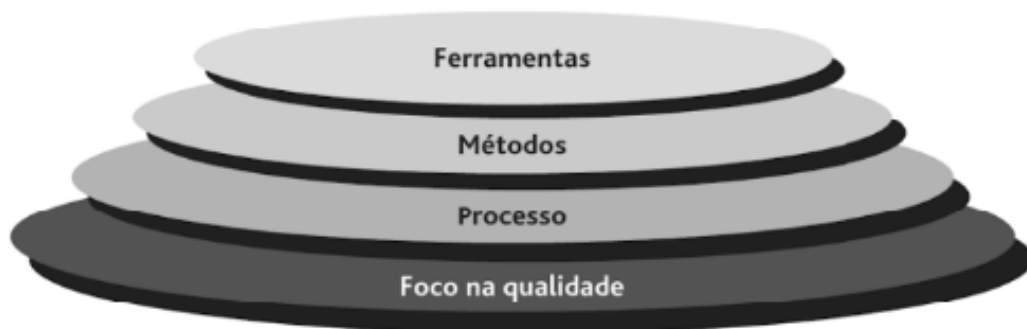 Ferramentas
Métodos
Processo
Foco na qualidade